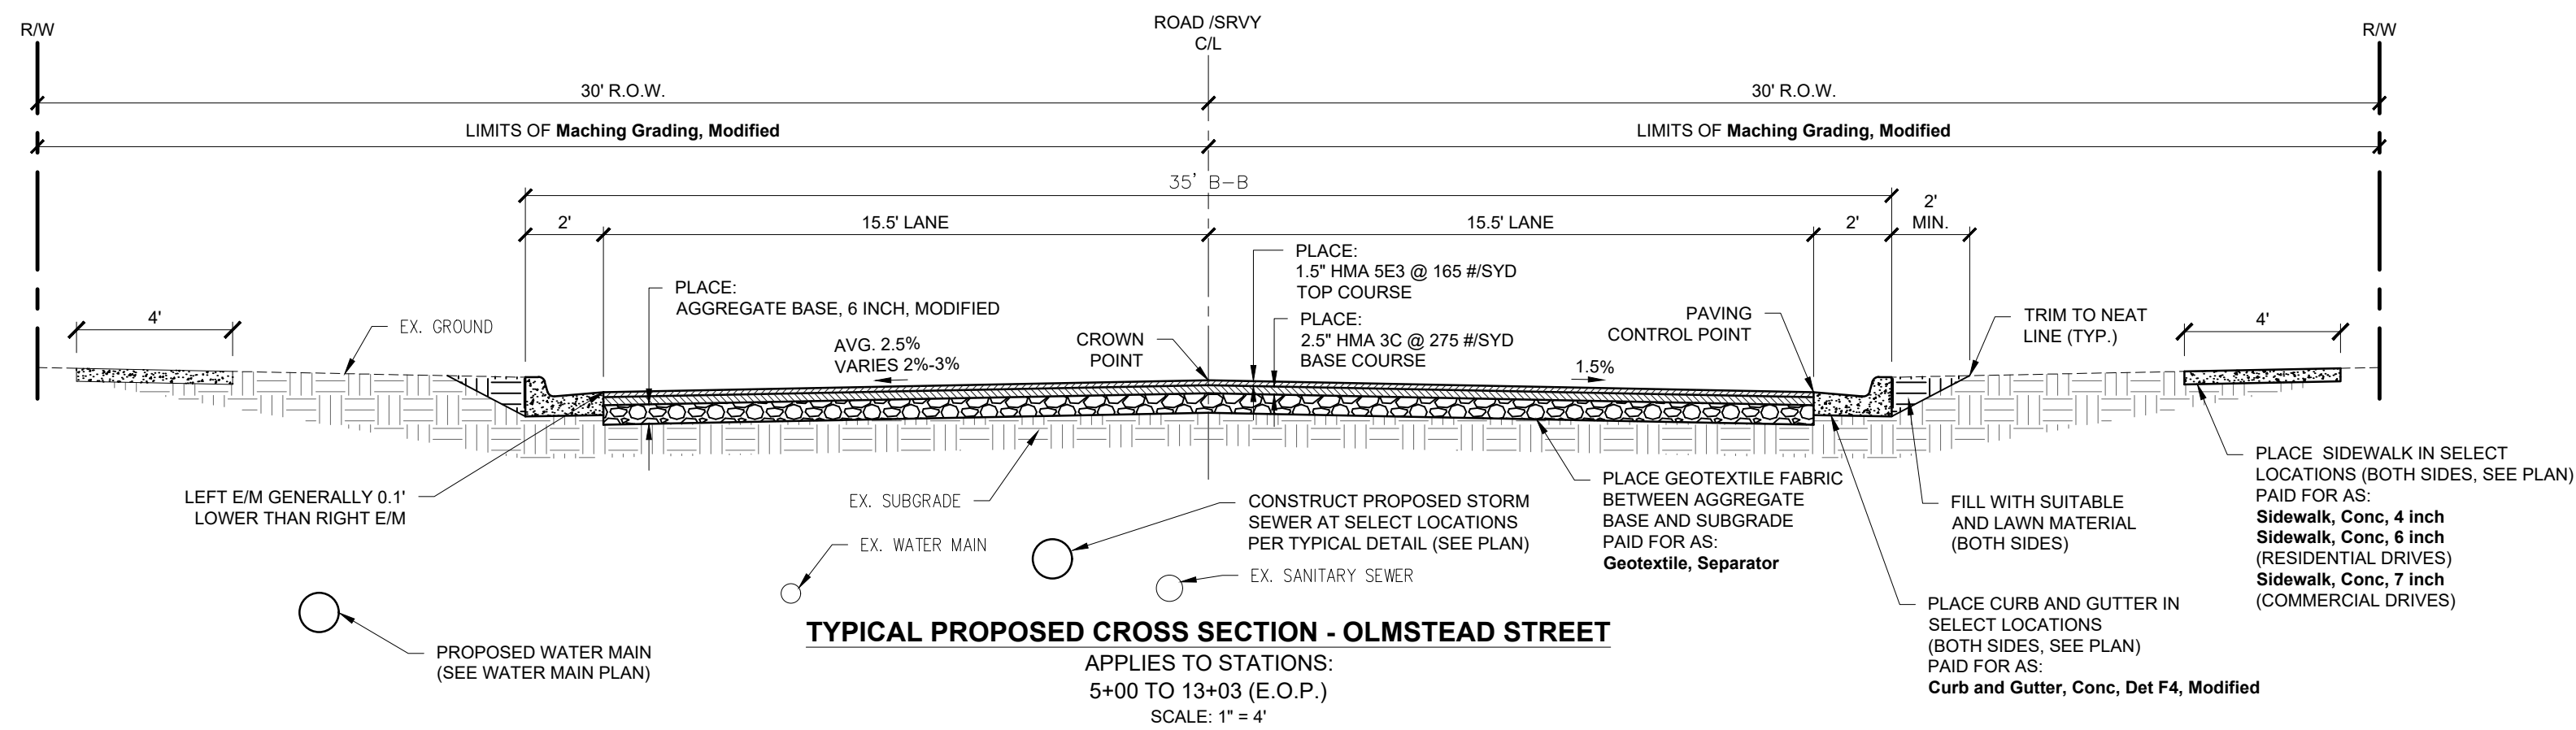 R/W
ROAD /SRVY
C/L
R/W
30' R.O.W.
30' R.O.W.
LIMITS OF Maching Grading, Modified
LIMITS OF Maching Grading, Modified
35' B-B
2'
15.5' LANE
15.5' LANE
2'
2'
MIN.
4'
EX. GROUND
PLACE:
AGGREGATE BASE, 6 INCH, MODIFIED
AVG. 2.5%
VARIES 2%-3%
CROWN
POINT
PLACE:
1.5" HMA 5E3 @ 165 #/SYD
TOP COURSE
PLACE:
2.5" HMA 3C @ 275 #/SYD
BASE COURSE
1.5%
PAVING
CONTROL POINT
TRIM TO NEAT
LINE (TYP.)
4'
LEFT E/M GENERALLY 0.1'
LOWER THAN RIGHT E/M
EX. SUBGRADE
EX. WATER MAIN
CONSTRUCT PROPOSED STORM
SEWER AT SELECT LOCATIONS
PER TYPICAL DETAIL (SEE PLAN)
EX. SANITARY SEWER
PLACE GEOTEXTILE FABRIC
BETWEEN AGGREGATE
BASE AND SUBGRADE
PAID FOR AS:
Geotextile, Separator
FILL WITH SUITABLE
AND LAWN MATERIAL
(BOTH SIDES)
PLACE SIDEWALK IN SELECT
LOCATIONS (BOTH SIDES, SEE PLAN)
PAID FOR AS:
Sidewalk, Conc, 4 inch
Sidewalk, Conc, 6 inch
(RESIDENTIAL DRIVES)
Sidewalk, Conc, 7 inch
(COMMERCIAL DRIVES)
PLACE CURB AND GUTTER IN
SELECT LOCATIONS
(BOTH SIDES, SEE PLAN)
PAID FOR AS:
Curb and Gutter, Conc, Det F4, Modified
PROPOSED WATER MAIN
(SEE WATER MAIN PLAN)
TYPICAL PROPOSED CROSS SECTION - OLMSTEAD STREET
APPLIES TO STATIONS:
5+00 TO 13+03 (E.O.P.)
SCALE: 1" = 4'